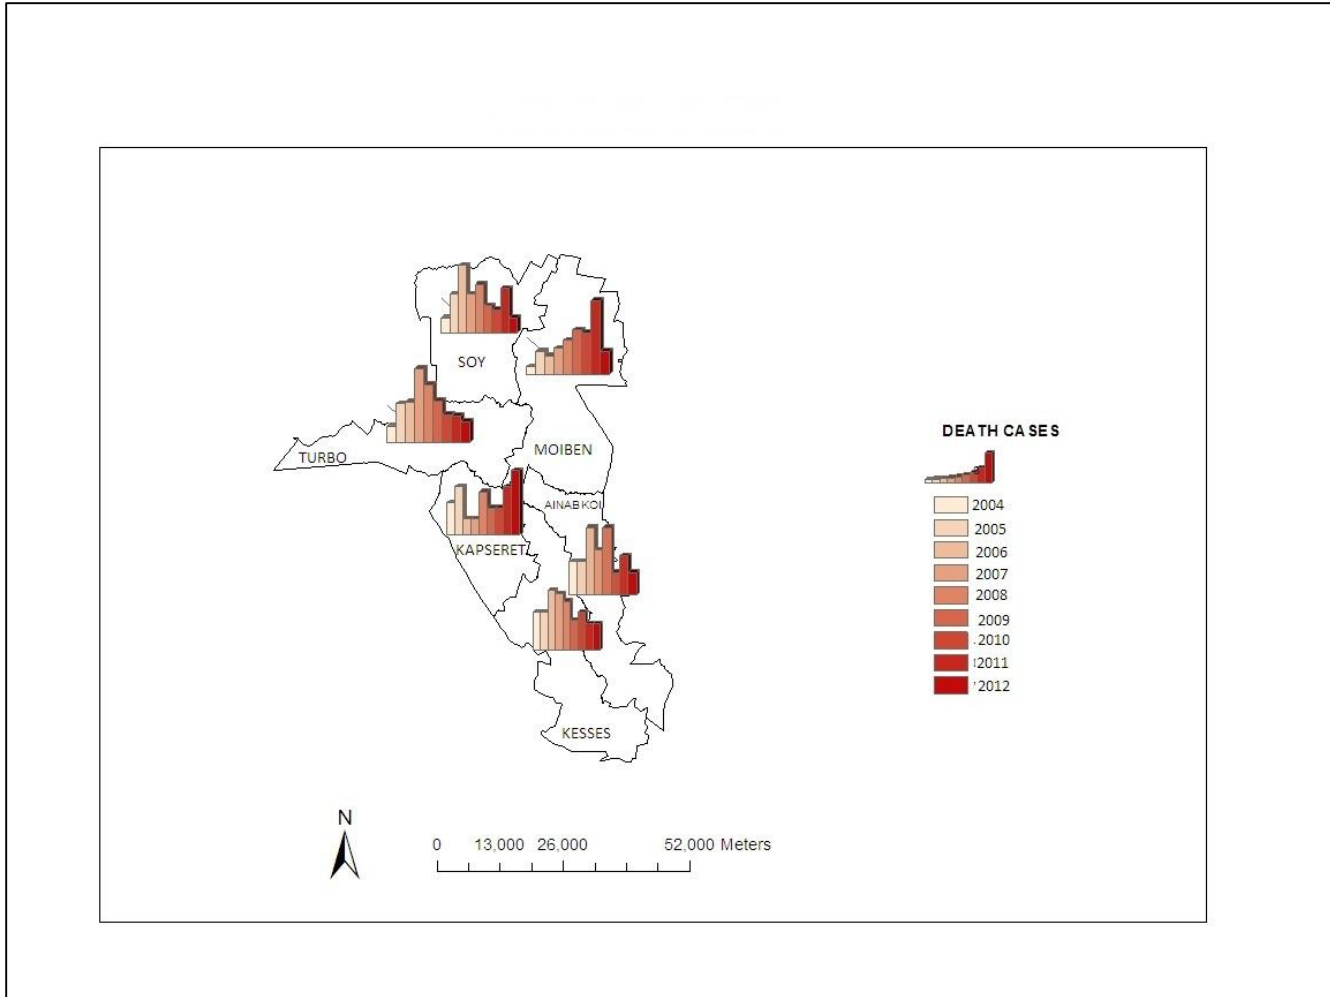 SOY
TURBO
MOIBEN
AINABKOI
KAPSERET
KESSES
DEATH CASES
2004
2005
2006
2007
2008
2009
2010
2011
2012
N
0 13,000 26,000 52,000 Meters